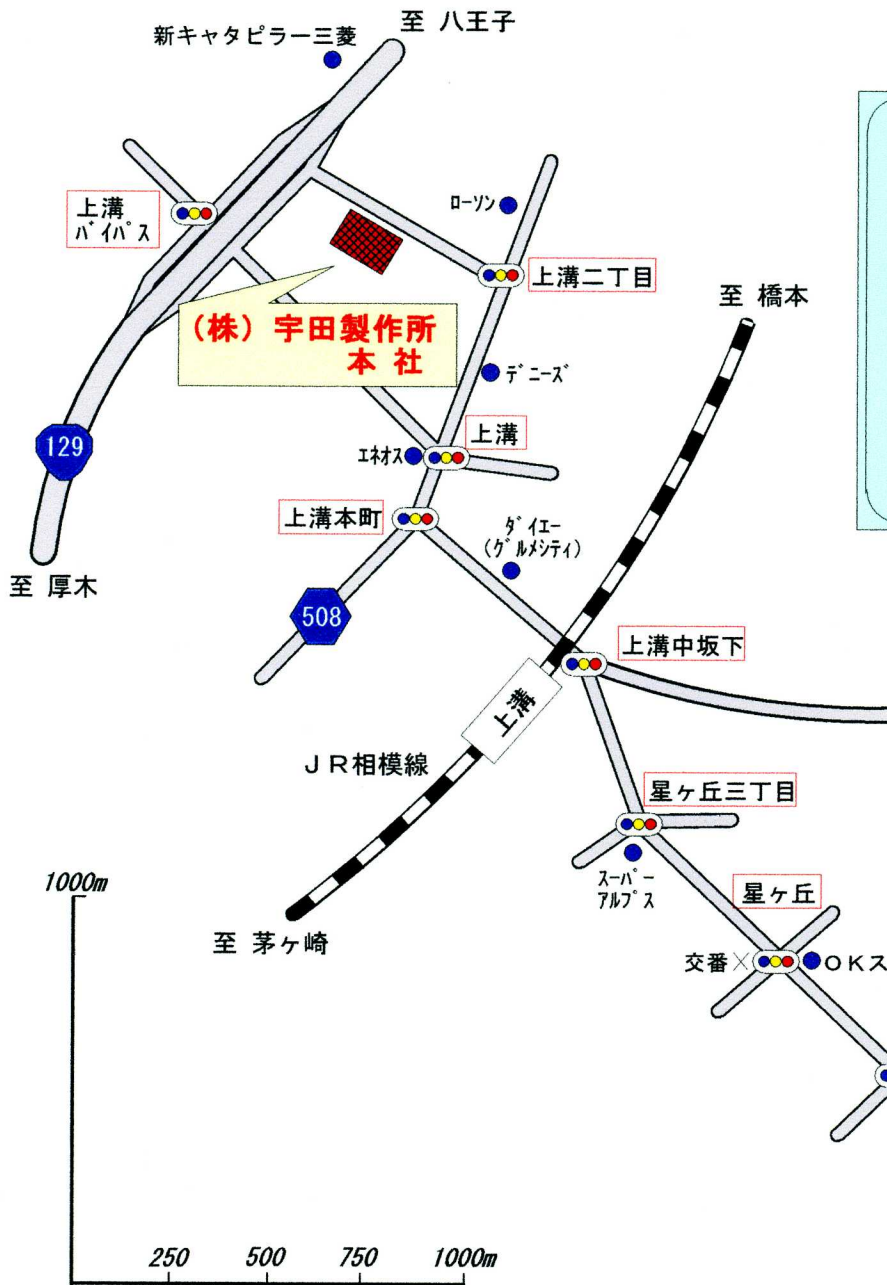 至 八王子
新キャタピラー三菱
上溝
バイパス
ローソン
上溝二丁目
至 橋本
(株) 宇田製作所
本 社
デニーズ
129
エネオス
上溝
上溝本町
ダイエー
(グルメシティ)
至 厚木
508
上溝中坂下
上溝
JR相模線
星ヶ丘三丁目
スーパー
アルプス
1000m
星ヶ丘
至 茅ヶ崎
交番
OKス
250 500 750 1000m